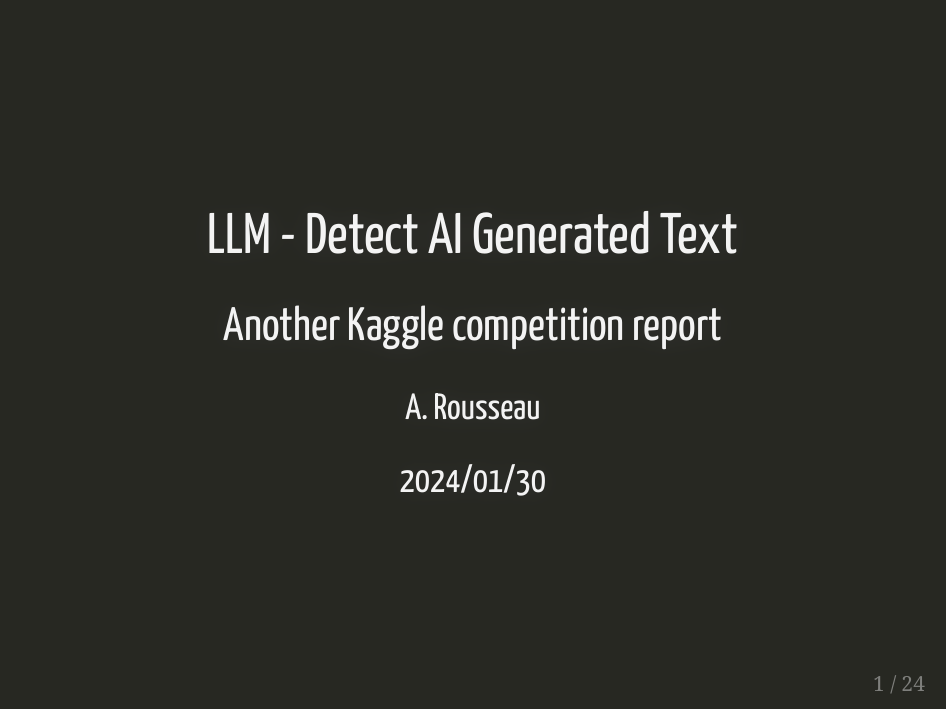 LLM - Detect AI Generated Text
Another Kaggle competition report
A. Rousseau
2024/01/30
1 / 24